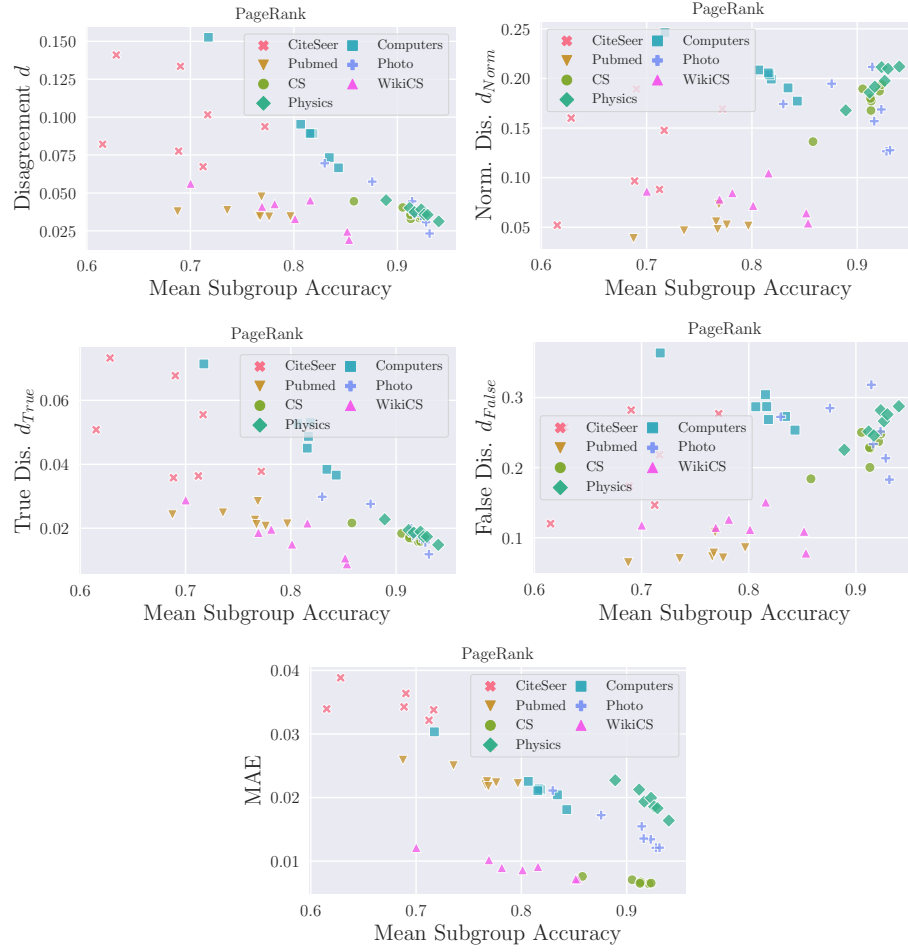 PageRank
0.150
0.125
0.100
0.075
0.050
0.025
Disagreement d
CiteSeer
Pubmed
CS
Physics
Computers
Photo
WikiCS
0.6 0.7 0.8 0.9
Mean Subgroup Accuracy
PageRank
0.25
0.20
0.15
0.10
0.05
Norm. Dis. d_Norm
CiteSeer
Pubmed
CS
Physics
Computers
Photo
WikiCS
0.6 0.7 0.8 0.9
Mean Subgroup Accuracy
PageRank
0.06
0.04
0.02
True Dis. d_True
CiteSeer
Pubmed
CS
Physics
Computers
Photo
WikiCS
0.6 0.7 0.8 0.9
Mean Subgroup Accuracy
PageRank
0.3
0.2
0.1
False Dis. d_False
CiteSeer
Pubmed
CS
Physics
Computers
Photo
WikiCS
0.6 0.7 0.8 0.9
Mean Subgroup Accuracy
PageRank
0.04
0.03
0.02
0.01
MAE
CiteSeer
Pubmed
CS
Physics
Computers
Photo
WikiCS
0.6 0.7 0.8 0.9
Mean Subgroup Accuracy